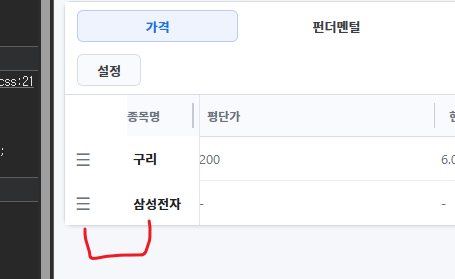 가격 펀더멘털
css:21
설정
종목명 평단가
;
구리 200 6.0
삼성전자 - -